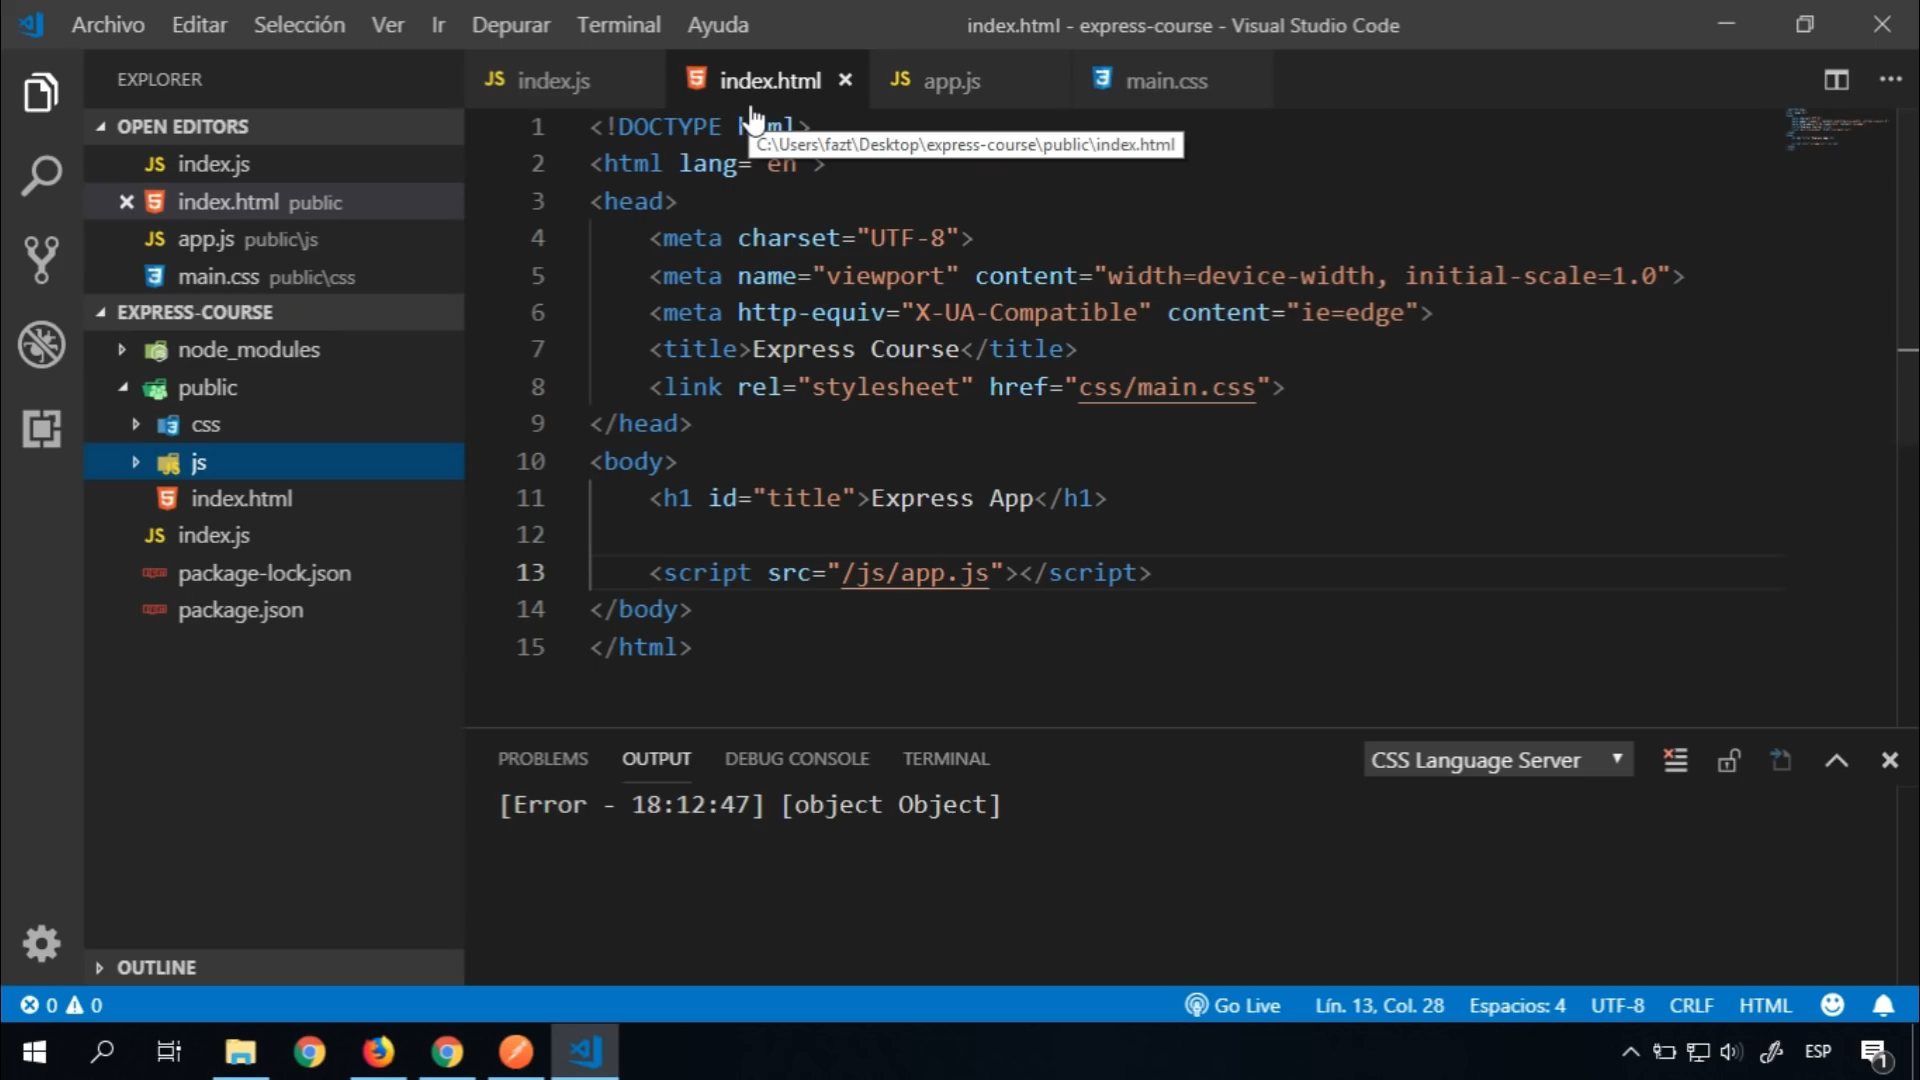 Archivo Editar Selección Ver Ir Depurar Terminal Ayuda index.html - express-course - Visual Studio Code
EXPLORER
OPEN EDITORS
JS index.js
index.html public
JS app.js public\js
main.css public\css
EXPRESS-COURSE
node_modules
public
css
js
index.html
JS index.js
package-lock.json
package.json
OUTLINE
JS index.js index.html JS app.js main.css
1 <!DOCTYPE html>
C:\Users\fazt\Desktop\express-course\public\index.html
2 <html lang="en">
3 <head>
4 <meta charset="UTF-8">
5 <meta name="viewport" content="width=device-width, initial-scale=1.0">
6 <meta http-equiv="X-UA-Compatible" content="ie=edge">
7 <title>Express Course</title>
8 <link rel="stylesheet" href="css/main.css">
9 </head>
10 <body>
11 <h1 id="title">Express App</h1>
12
13 <script src="/js/app.js"></script>
14 </body>
15 </html>
PROBLEMS OUTPUT DEBUG CONSOLE TERMINAL CSS Language Server
[Error - 18:12:47] [object Object]
0 0 Go Live Lín. 13, Col. 28 Espacios: 4 UTF-8 CRLF HTML
ESP 1